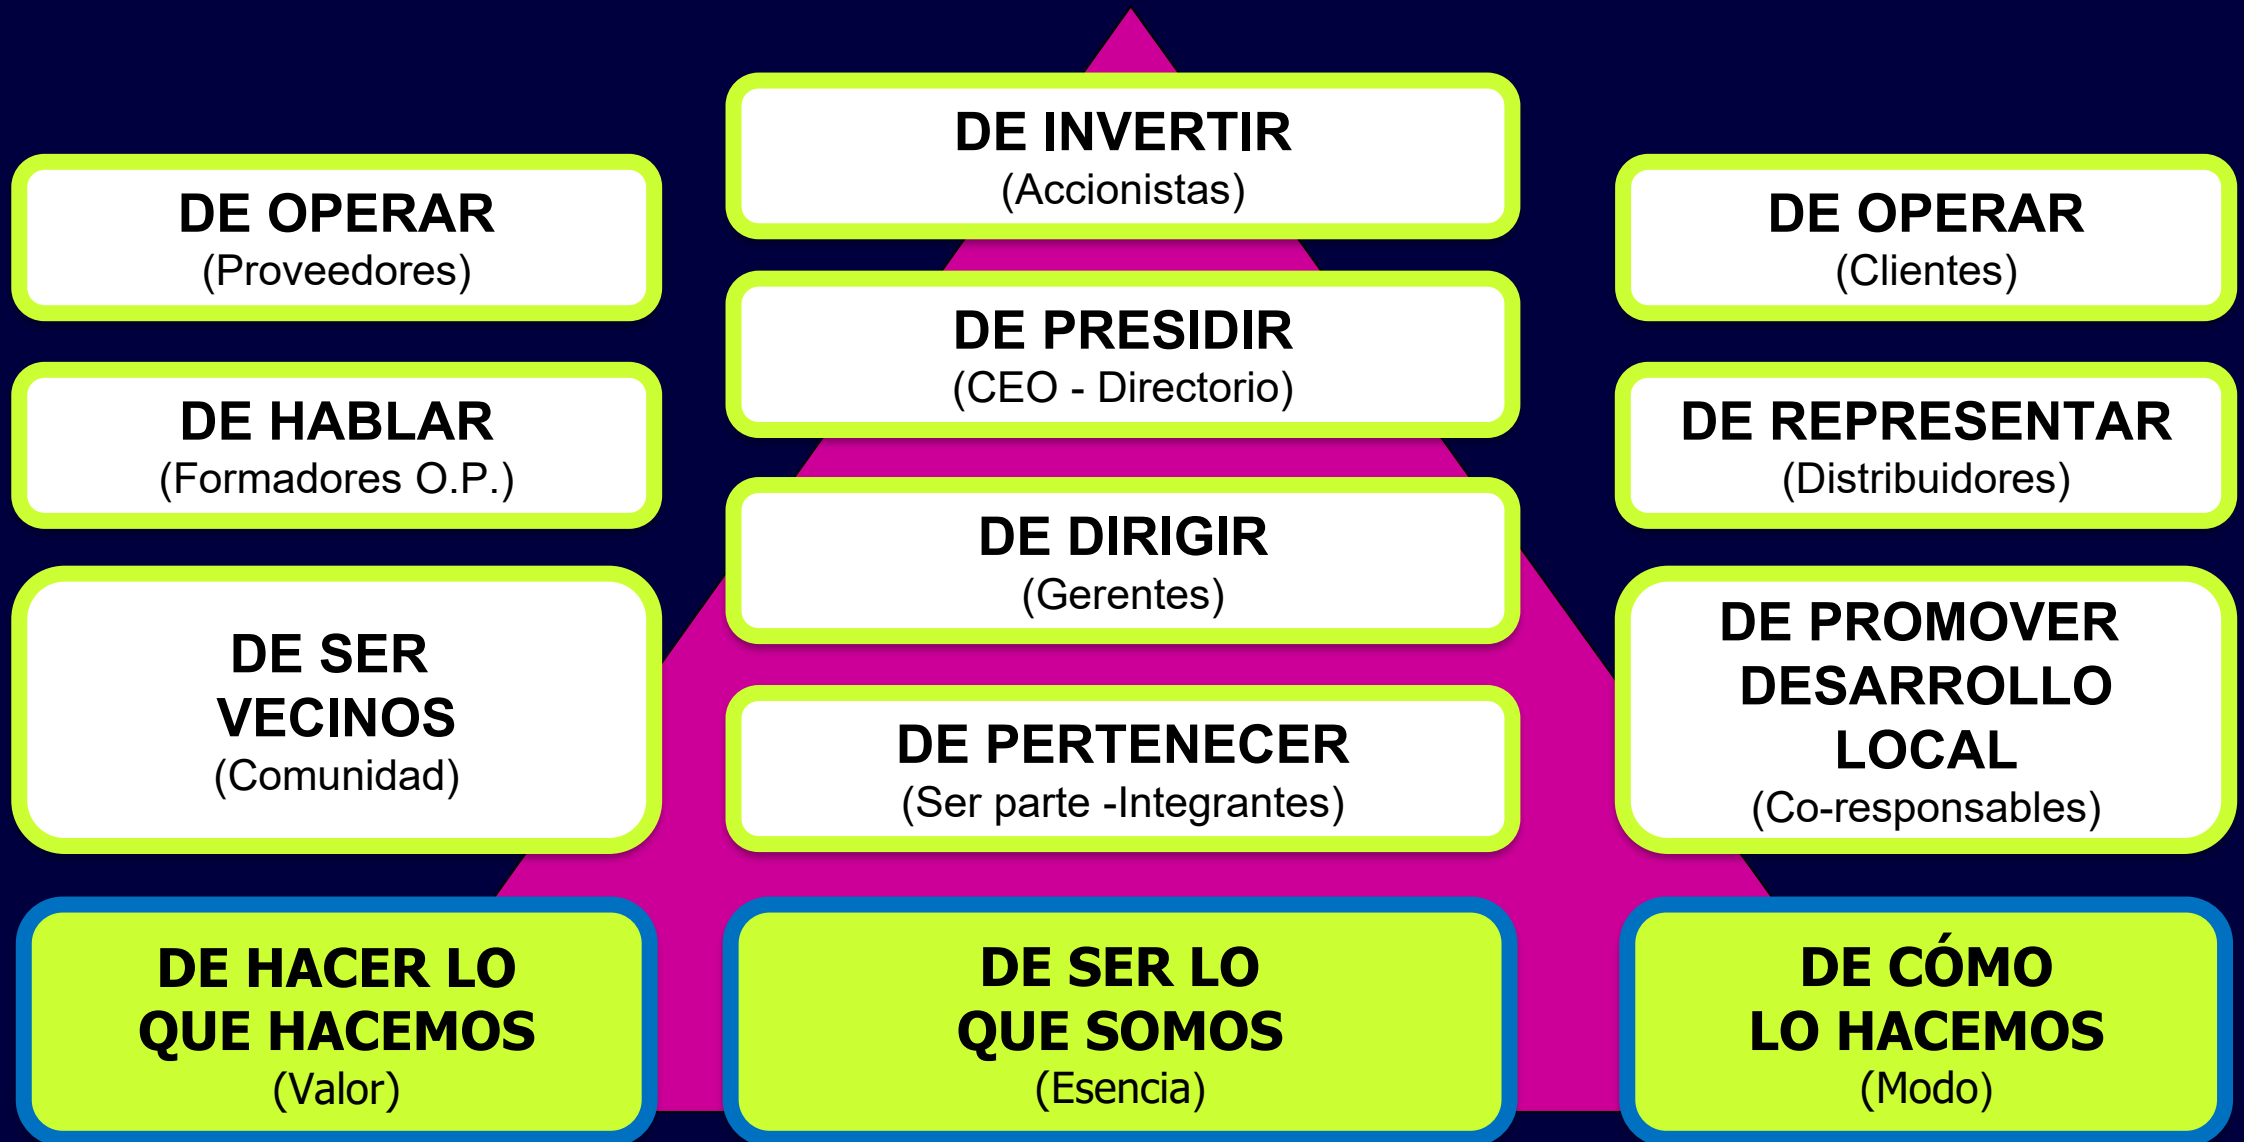 DE INVERTIR
(Accionistas)
DE OPERAR
(Proveedores)
DE OPERAR
(Clientes)
DE PRESIDIR
(CEO - Directorio)
DE HABLAR
(Formadores O.P.)
DE REPRESENTAR
(Distribuidores)
DE DIRIGIR
(Gerentes)
DE SER
VECINOS
(Comunidad)
DE PROMOVER
DESARROLLO
LOCAL
(Co-responsables)
DE PERTENECER
(Ser parte -Integrantes)
DE HACER LO
QUE HACEMOS
(Valor)
DE SER LO
QUE SOMOS
(Esencia)
DE CÓMO
LO HACEMOS
(Modo)